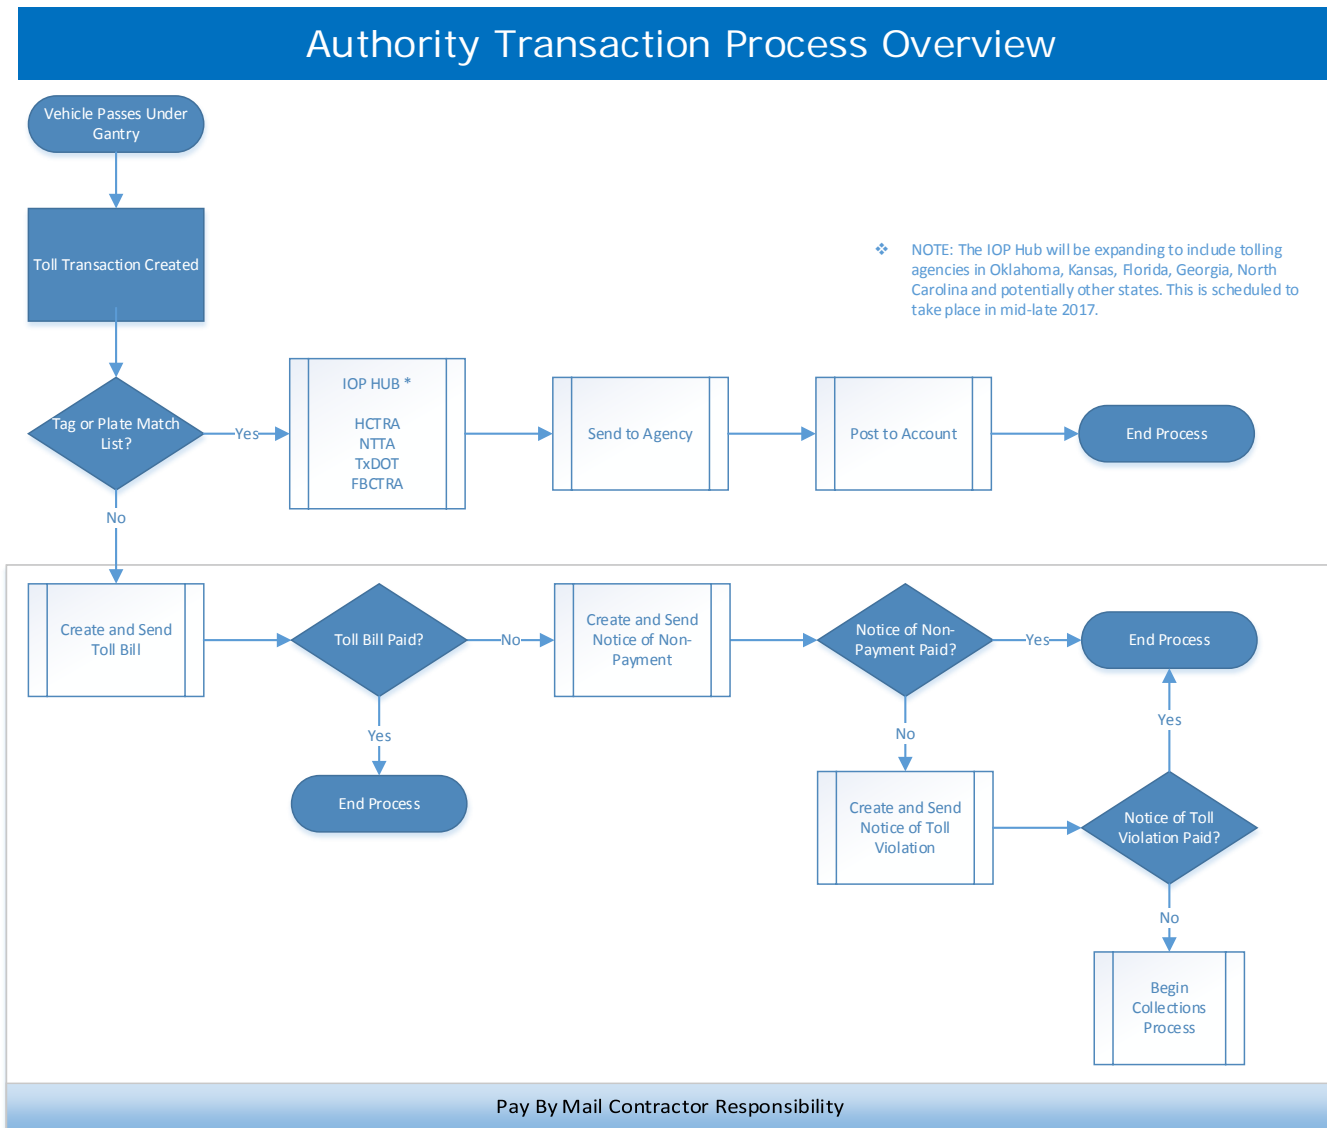 Authority Transaction Process Overview
Vehicle Passes Under
Gantry
Toll Transaction Created
❖ NOTE: The IOP Hub will be expanding to include tolling
agencies in Oklahoma, Kansas, Florida, Georgia, North
Carolina and potentially other states. This is scheduled to
take place in mid-late 2017.
Tag or Plate Match
List?
Yes
IOP HUB *
HCTRA
NTTA
TxDOT
FBCTRA
Send to Agency
Post to Account
End Process
No
Create and Send
Toll Bill
Toll Bill Paid?
No
Create and Send
Notice of Non-
Payment
Notice of Non-
Payment Paid?
Yes
End Process
Yes
End Process
No
Create and Send
Notice of Toll
Violation
Yes
Notice of Toll
Violation Paid?
No
Begin
Collections
Process
Pay By Mail Contractor Responsibility